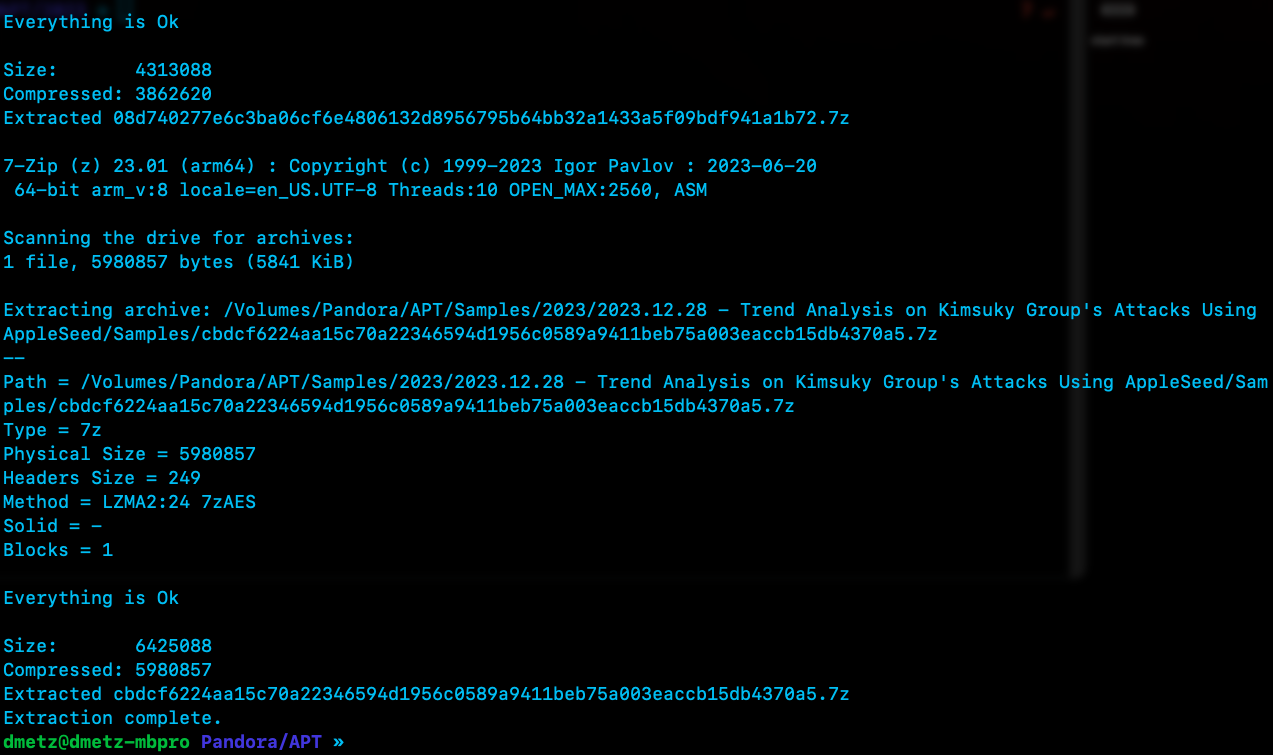 Everything is Ok
Size:       4313088
Compressed: 3862620
Extracted 08d740277e6c3ba06cf6e4806132d8956795b64bb32a1433a5f09bdf941a1b72.7z
7-Zip (z) 23.01 (arm64) : Copyright (c) 1999-2023 Igor Pavlov : 2023-06-20
 64-bit arm_v:8 locale=en_US.UTF-8 Threads:10 OPEN_MAX:2560, ASM
Scanning the drive for archives:
1 file, 5980857 bytes (5841 KiB)
Extracting archive: /Volumes/Pandora/APT/Samples/2023/2023.12.28 - Trend Analysis on Kimsuky Group's Attacks Using
AppleSeed/Samples/cbdcf6224aa15c70a22346594d1956c0589a9411beb75a003eaccb15db4370a5.7z
--
Path = /Volumes/Pandora/APT/Samples/2023/2023.12.28 - Trend Analysis on Kimsuky Group's Attacks Using AppleSeed/Sam
ples/cbdcf6224aa15c70a22346594d1956c0589a9411beb75a003eaccb15db4370a5.7z
Type = 7z
Physical Size = 5980857
Headers Size = 249
Method = LZMA2:24 7zAES
Solid = -
Blocks = 1
Everything is Ok
Size:       6425088
Compressed: 5980857
Extracted cbdcf6224aa15c70a22346594d1956c0589a9411beb75a003eaccb15db4370a5.7z
Extraction complete.
dmetz@dmetz-mbpro Pandora/APT »